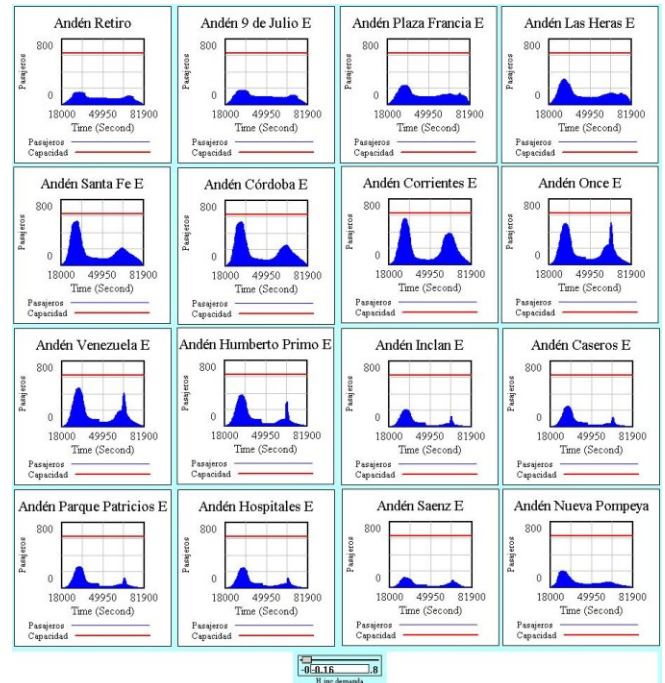 Andén Retiro
Pasajeros
800
0
18000 49950 81900
Time (Second)
Pasajeros
Capacidad
Andén 9 de Julio E
Pasajeros
800
0
18000 49950 81900
Time (Second)
Pasajeros
Capacidad
Andén Plaza Francia E
Pasajeros
800
0
18000 49950 81900
Time (Second)
Pasajeros
Capacidad
Andén Las Heras E
Pasajeros
800
0
18000 49950 81900
Time (Second)
Pasajeros
Capacidad
Andén Santa Fe E
Pasajeros
800
0
18000 49950 81900
Time (Second)
Pasajeros
Capacidad
Andén Córdoba E
Pasajeros
800
0
18000 49950 81900
Time (Second)
Pasajeros
Capacidad
Andén Corrientes E
Pasajeros
800
0
18000 49950 81900
Time (Second)
Pasajeros
Capacidad
Andén Once E
Pasajeros
800
0
18000 49950 81900
Time (Second)
Pasajeros
Capacidad
Andén Venezuela E
Pasajeros
800
0
18000 49950 81900
Time (Second)
Pasajeros
Capacidad
Andén Humberto Primo E
Pasajeros
800
0
18000 49950 81900
Time (Second)
Pasajeros
Capacidad
Andén Inclan E
Pasajeros
800
0
18000 49950 81900
Time (Second)
Pasajeros
Capacidad
Andén Caseros E
Pasajeros
800
0
18000 49950 81900
Time (Second)
Pasajeros
Capacidad
Andén Parque Patricios E
Pasajeros
800
0
18000 49950 81900
Time (Second)
Pasajeros
Capacidad
Andén Hospitales E
Pasajeros
800
0
18000 49950 81900
Time (Second)
Pasajeros
Capacidad
Andén Saenz E
Pasajeros
800
0
18000 49950 81900
Time (Second)
Pasajeros
Capacidad
Andén Nueva Pompeya
Pasajeros
800
0
18000 49950 81900
Time (Second)
Pasajeros
Capacidad
-0.16 .8
inc demanda